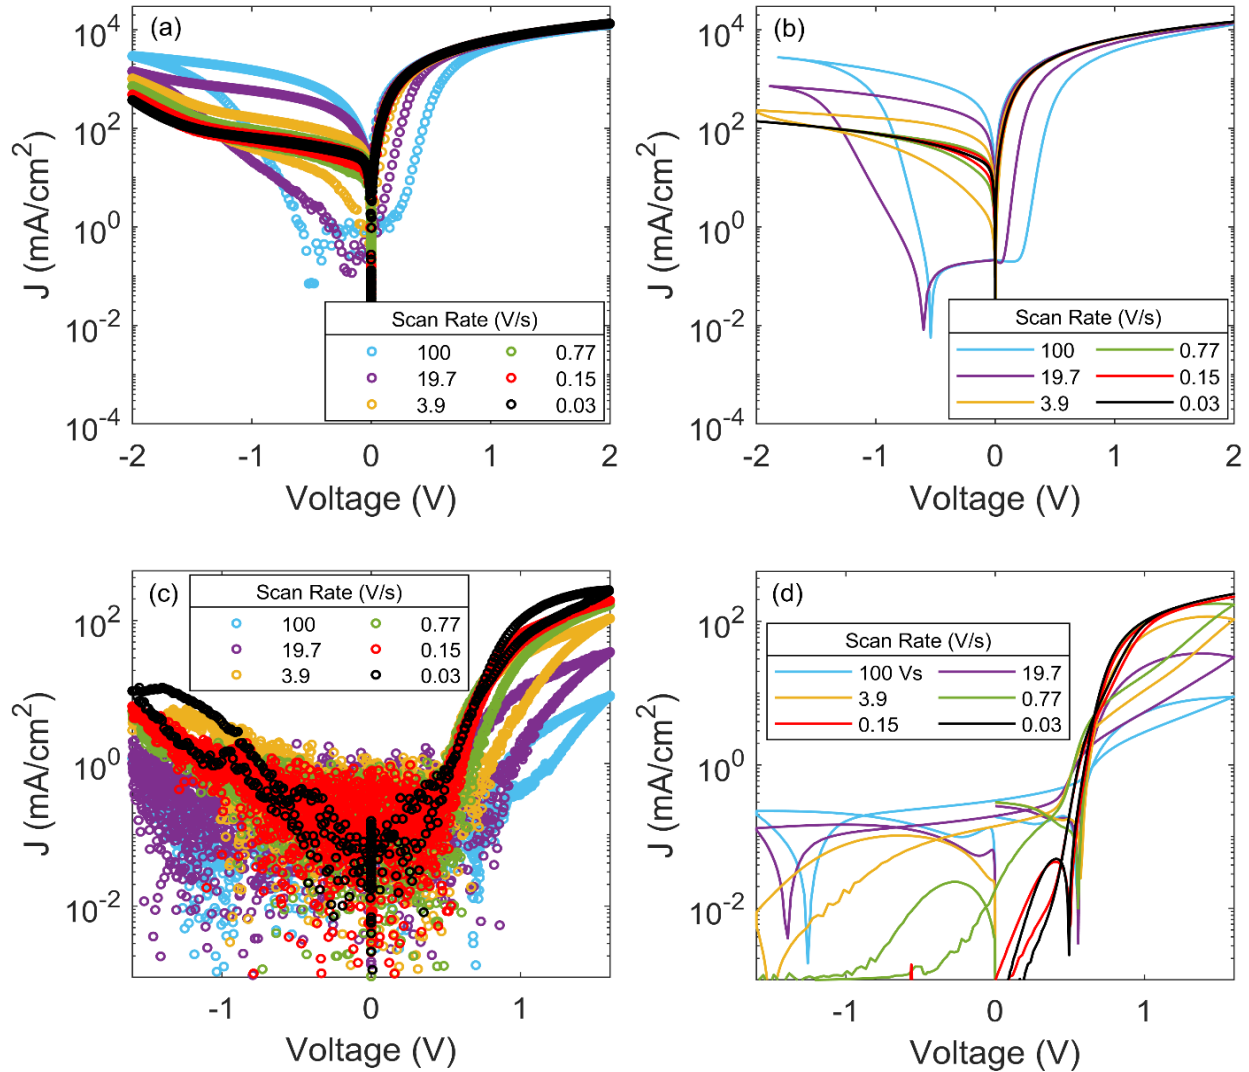 (a)
10^4
10^2
10^0
10^-2
10^-4
J (mA/cm^2)
Scan Rate (V/s)
100 0.77
19.7 0.15
3.9 0.03
-2 -1 0 1 2
Voltage (V)
(b)
10^4
10^2
10^0
10^-2
10^-4
J (mA/cm^2)
Scan Rate (V/s)
100 0.77
19.7 0.15
3.9 0.03
-2 -1 0 1 2
Voltage (V)
(c)
10^2
10^0
10^-2
J (mA/cm^2)
Scan Rate (V/s)
100 0.77
19.7 0.15
3.9 0.03
-1 0 1
Voltage (V)
(d)
10^2
10^0
10^-2
J (mA/cm^2)
Scan Rate (V/s)
100 Vs 19.7
3.9 0.77
0.15 0.03
-1 0 1
Voltage (V)